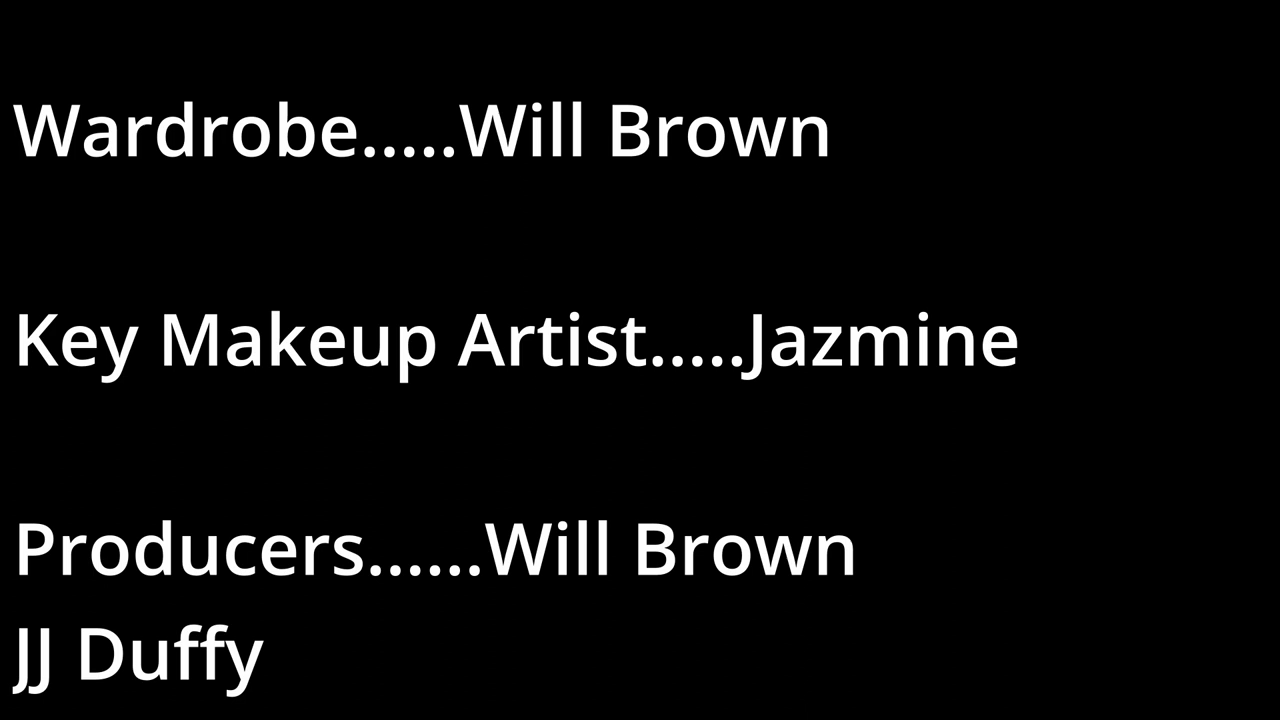 Wardrobe.....Will Brown
Key Makeup Artist.....Jazmine
Producers......Will Brown
JJ Duffy